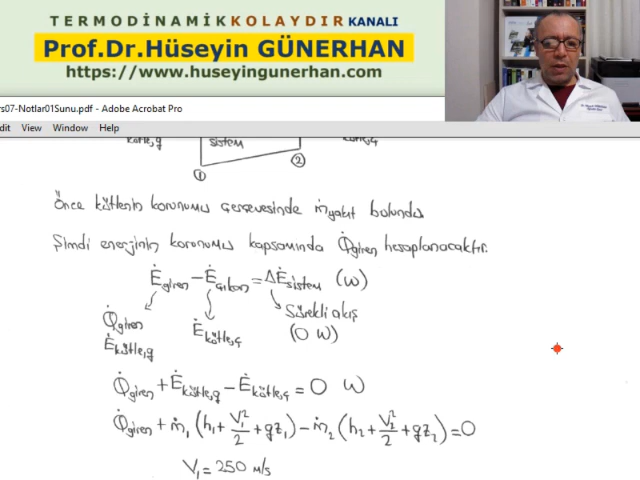 TERMODİNAMİK KOLAYDIR KANALI
Prof.Dr.Hüseyin GÜNERHAN
https://www.huseyingunerhan.com
rs07-Notlar01Sunu.pdf - Adobe Acrobat Pro
dit View Window Help
sistem
① ②
Önce kütlenin korunumu çerçevesinde ṁyakıt bulundu
Şimdi enerjinin korunumu kapsamında Q̇giren hesaplanacaktır.
Ėgiren − Ėçıkan = ΔĖsistem (W)
Q̇giren Ėkütle,ç Sürekli akış
Ėkütle,g (0 W)
Q̇giren + Ėkütle,g − Ėkütle,ç = 0 W
Q̇giren + ṁ₁ (h₁ + V₁²/2 + gz₁) − ṁ₂ (h₂ + V₂²/2 + gz₂) = 0
V₁ = 250 m/s